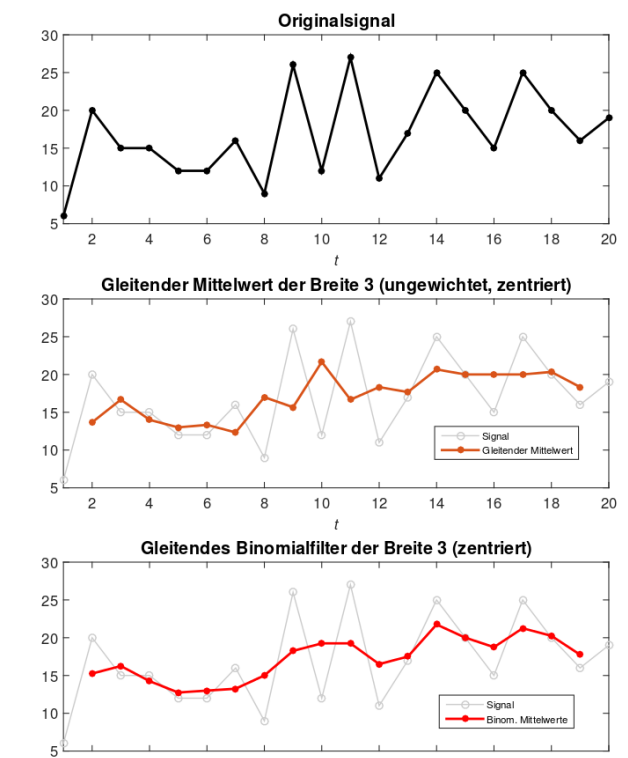 Originalsignal
30
25
20
15
10
5
2 4 6 8 10 12 14 16 18 20
t
Gleitender Mittelwert der Breite 3 (ungewichtet, zentriert)
30
25
20
15
10
5
Signal
Gleitender Mittelwert
2 4 6 8 10 12 14 16 18 20
t
Gleitendes Binomialfilter der Breite 3 (zentriert)
30
25
20
15
10
5
Signal
Binom. Mittelwerte